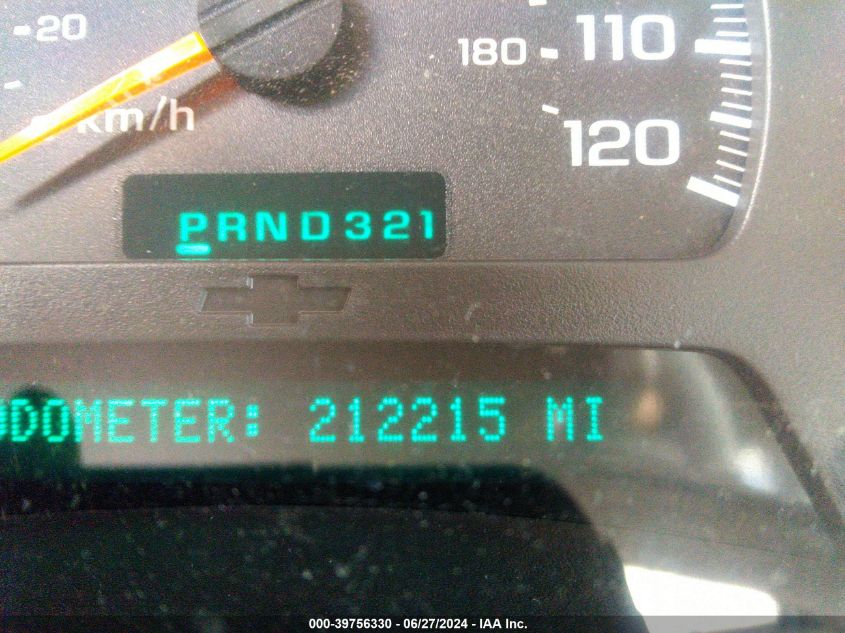 20
110
180
km/h
120
PRND321
ODOMETER: 212215 MI
000-39756330 - 06/27/2024 - IAA Inc.